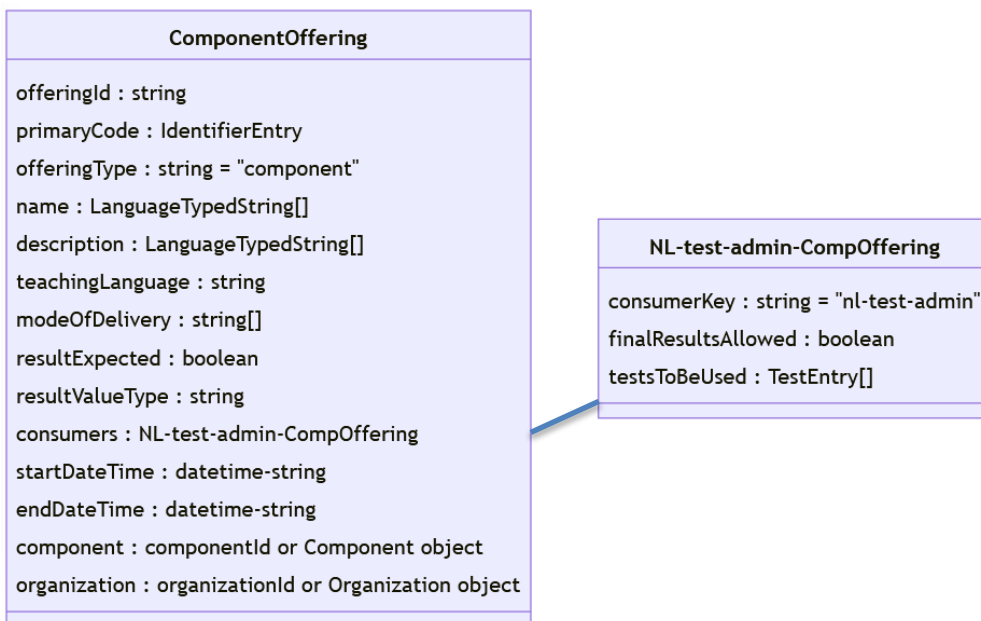 ComponentOffering
offeringId : string
primaryCode : IdentifierEntry
offeringType : string = "component"
name : LanguageTypedString[]
description : LanguageTypedString[]
teachingLanguage : string
modeOfDelivery : string[]
resultExpected : boolean
resultValueType : string
consumers : NL-test-admin-CompOffering
startDateTime : datetime-string
endDateTime : datetime-string
component : componentId or Component object
organization : organizationId or Organization object
NL-test-admin-CompOffering
consumerKey : string = "nl-test-admin"
finalResultsAllowed : boolean
testsToBeUsed : TestEntry[]